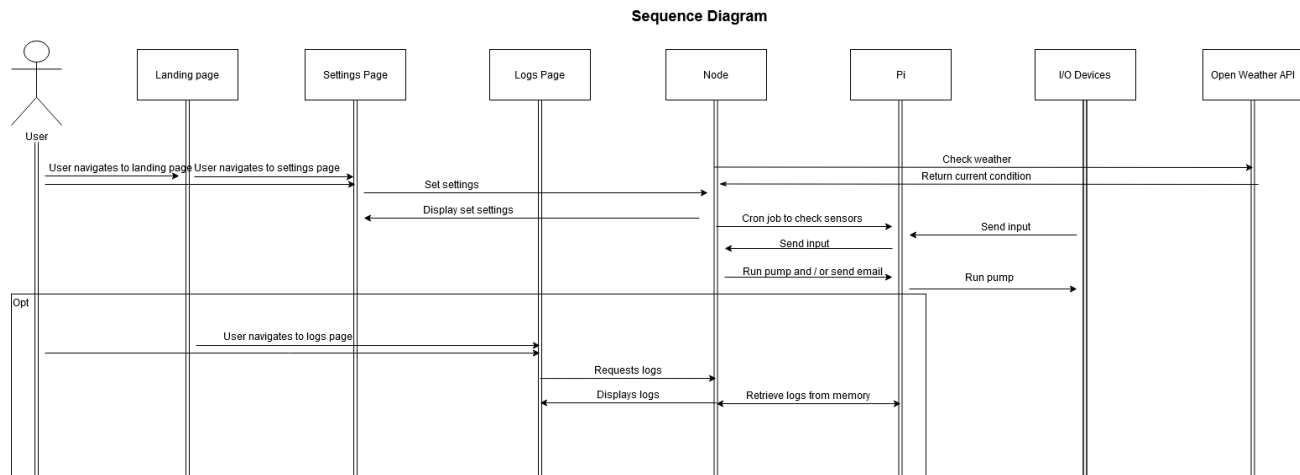 Sequence Diagram
Landing page
Settings Page
Logs Page
Node
Pi
I/O Devices
Open Weather API
User
Check weather
User navigates to landing page
User navigates to settings page
Return current condition
Set settings
Display set settings
Cron job to check sensors
Send input
Send input
Run pump and / or send email
Run pump
Opt
User navigates to logs page
Requests logs
Displays logs
Retrieve logs from memory